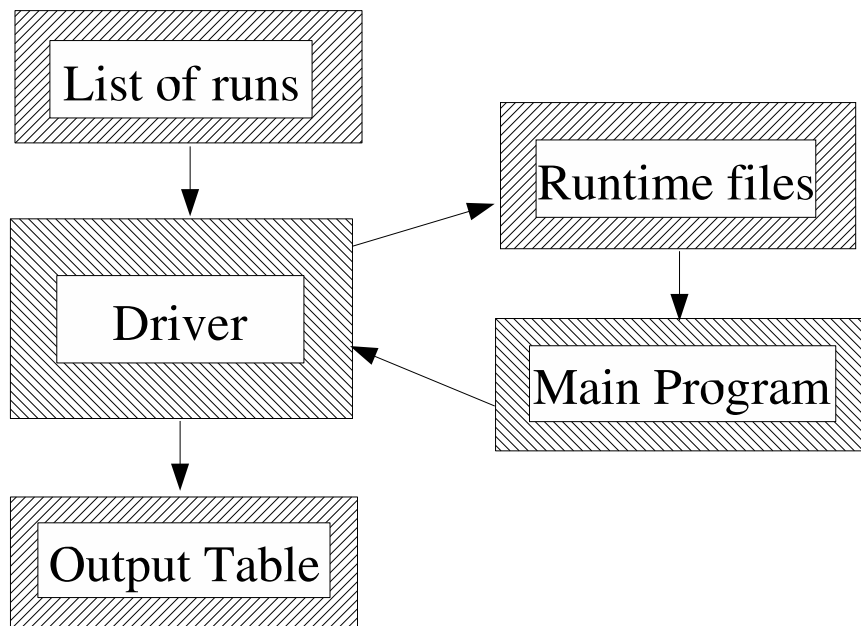 List of runs
Runtime files
Driver
Main Program
Output Table